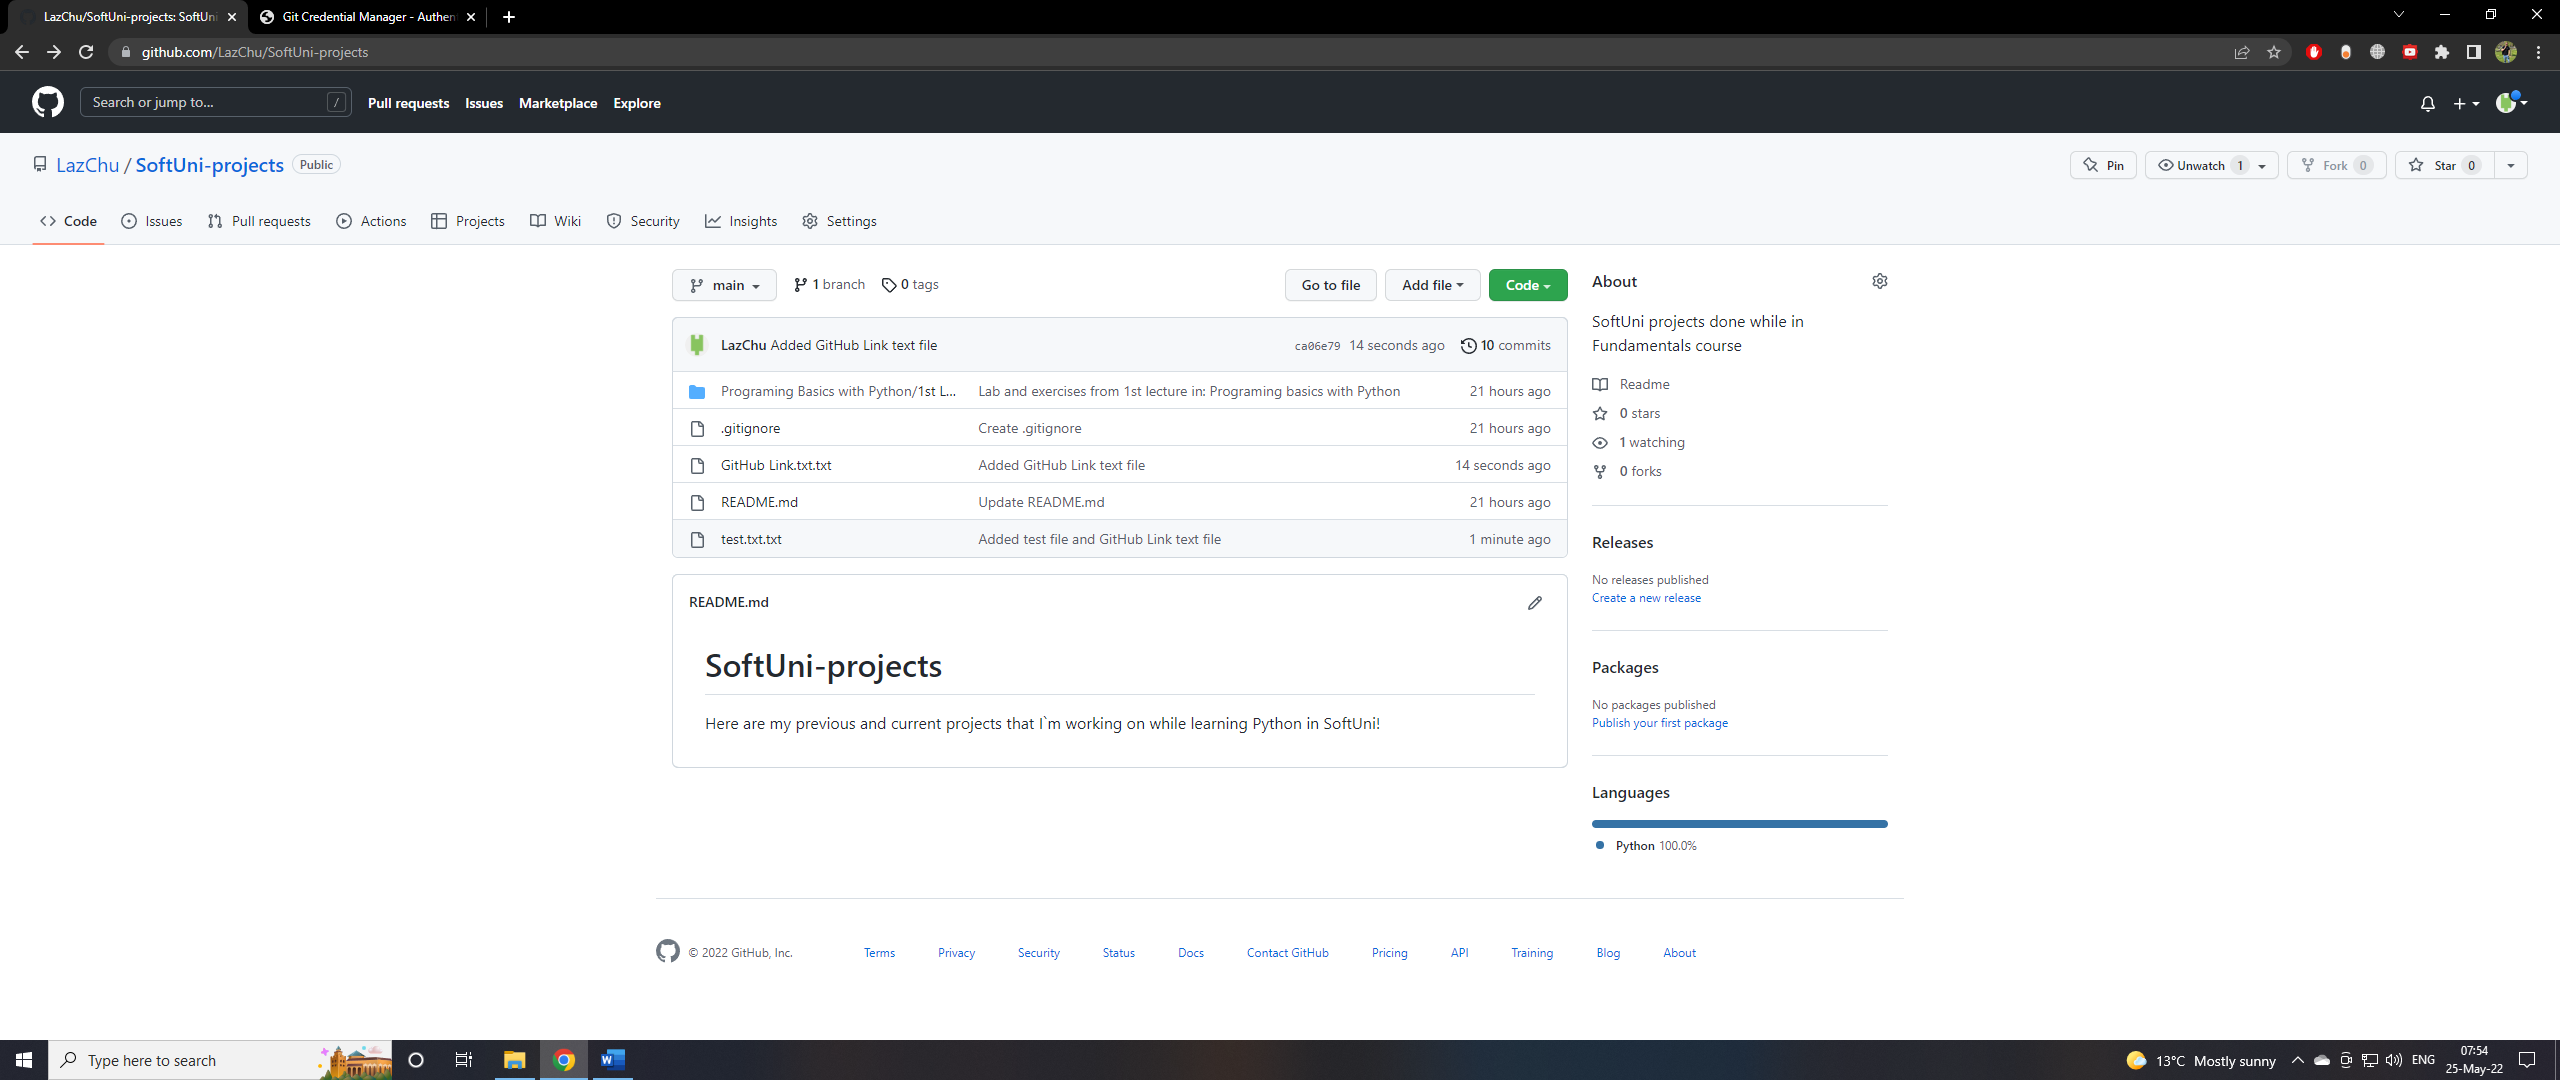 LazChu/SoftUni-projects: SoftUni
Git Credential Manager - Authen
github.com/LazChu/SoftUni-projects
Search or jump to...
/
Pull requests
Issues
Marketplace
Explore
LazChu / SoftUni-projects
Public
Pin
Unwatch 1
Fork 0
Star 0
Code
Issues
Pull requests
Actions
Projects
Wiki
Security
Insights
Settings
main
1 branch
0 tags
Go to file
Add file
Code
LazChu Added GitHub Link text file
ca06e79 14 seconds ago
10 commits
Programing Basics with Python/1st L...
Lab and exercises from 1st lecture in: Programing basics with Python
21 hours ago
.gitignore
Create .gitignore
21 hours ago
GitHub Link.txt.txt
Added GitHub Link text file
14 seconds ago
README.md
Update README.md
21 hours ago
test.txt.txt
Added test file and GitHub Link text file
1 minute ago
README.md
SoftUni-projects
Here are my previous and current projects that I`m working on while learning Python in SoftUni!
About
SoftUni projects done while in
Fundamentals course
Readme
0 stars
1 watching
0 forks
Releases
No releases published
Create a new release
Packages
No packages published
Publish your first package
Languages
Python 100.0%
© 2022 GitHub, Inc.
Terms
Privacy
Security
Status
Docs
Contact GitHub
Pricing
API
Training
Blog
About
Type here to search
W
13°C Mostly sunny
ENG
07:54
25-May-22